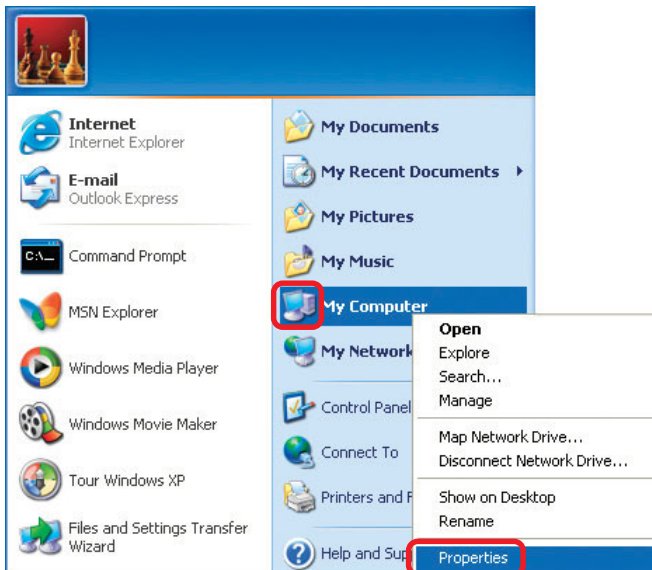 Internet
Internet Explorer
E-mail
Outlook Express
C:\_
Command Prompt
MSN Explorer
Windows Media Player
Windows Movie Maker
Tour Windows XP
Files and Settings Transfer
Wizard
My Documents
My Recent Documents
My Pictures
My Music
My Computer
My Network
Control Panel
Connect To
Printers and F
Help and Sup
Open
Explore
Search...
Manage
Map Network Drive...
Disconnect Network Drive...
Show on Desktop
Rename
Properties